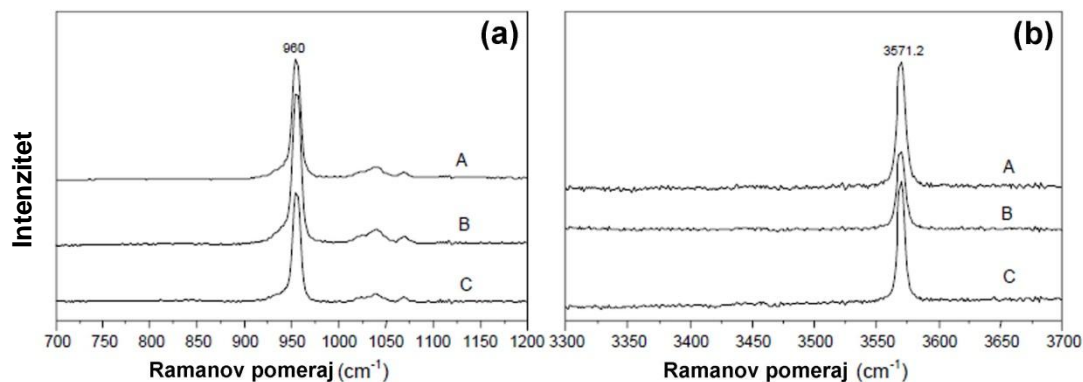 (a)
960
A
B
C
Intenzitet
700 750 800 850 900 950 1000 1050 1100 1150 1200
Ramanov pomeraj (cm⁻¹)
(b)
3571.2
A
B
C
3300 3350 3400 3450 3500 3550 3600 3650 3700
Ramanov pomeraj (cm⁻¹)